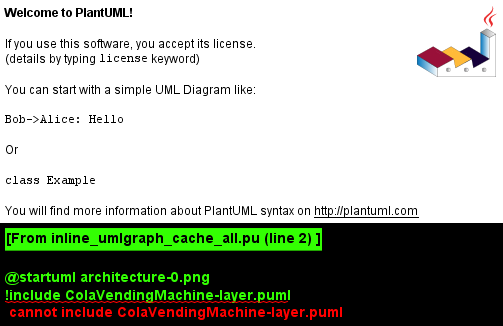 Welcome to PlantUML!
If you use this software, you accept its license.
(details by typing license keyword)
You can start with a simple UML Diagram like:
Bob->Alice: Hello
Or
class Example
You will find more information about PlantUML syntax on http://plantuml.com
[From inline_umlgraph_cache_all.pu (line 2) ]
@startuml architecture-0.png
!include ColaVendingMachine-layer.puml
cannot include ColaVendingMachine-layer.puml